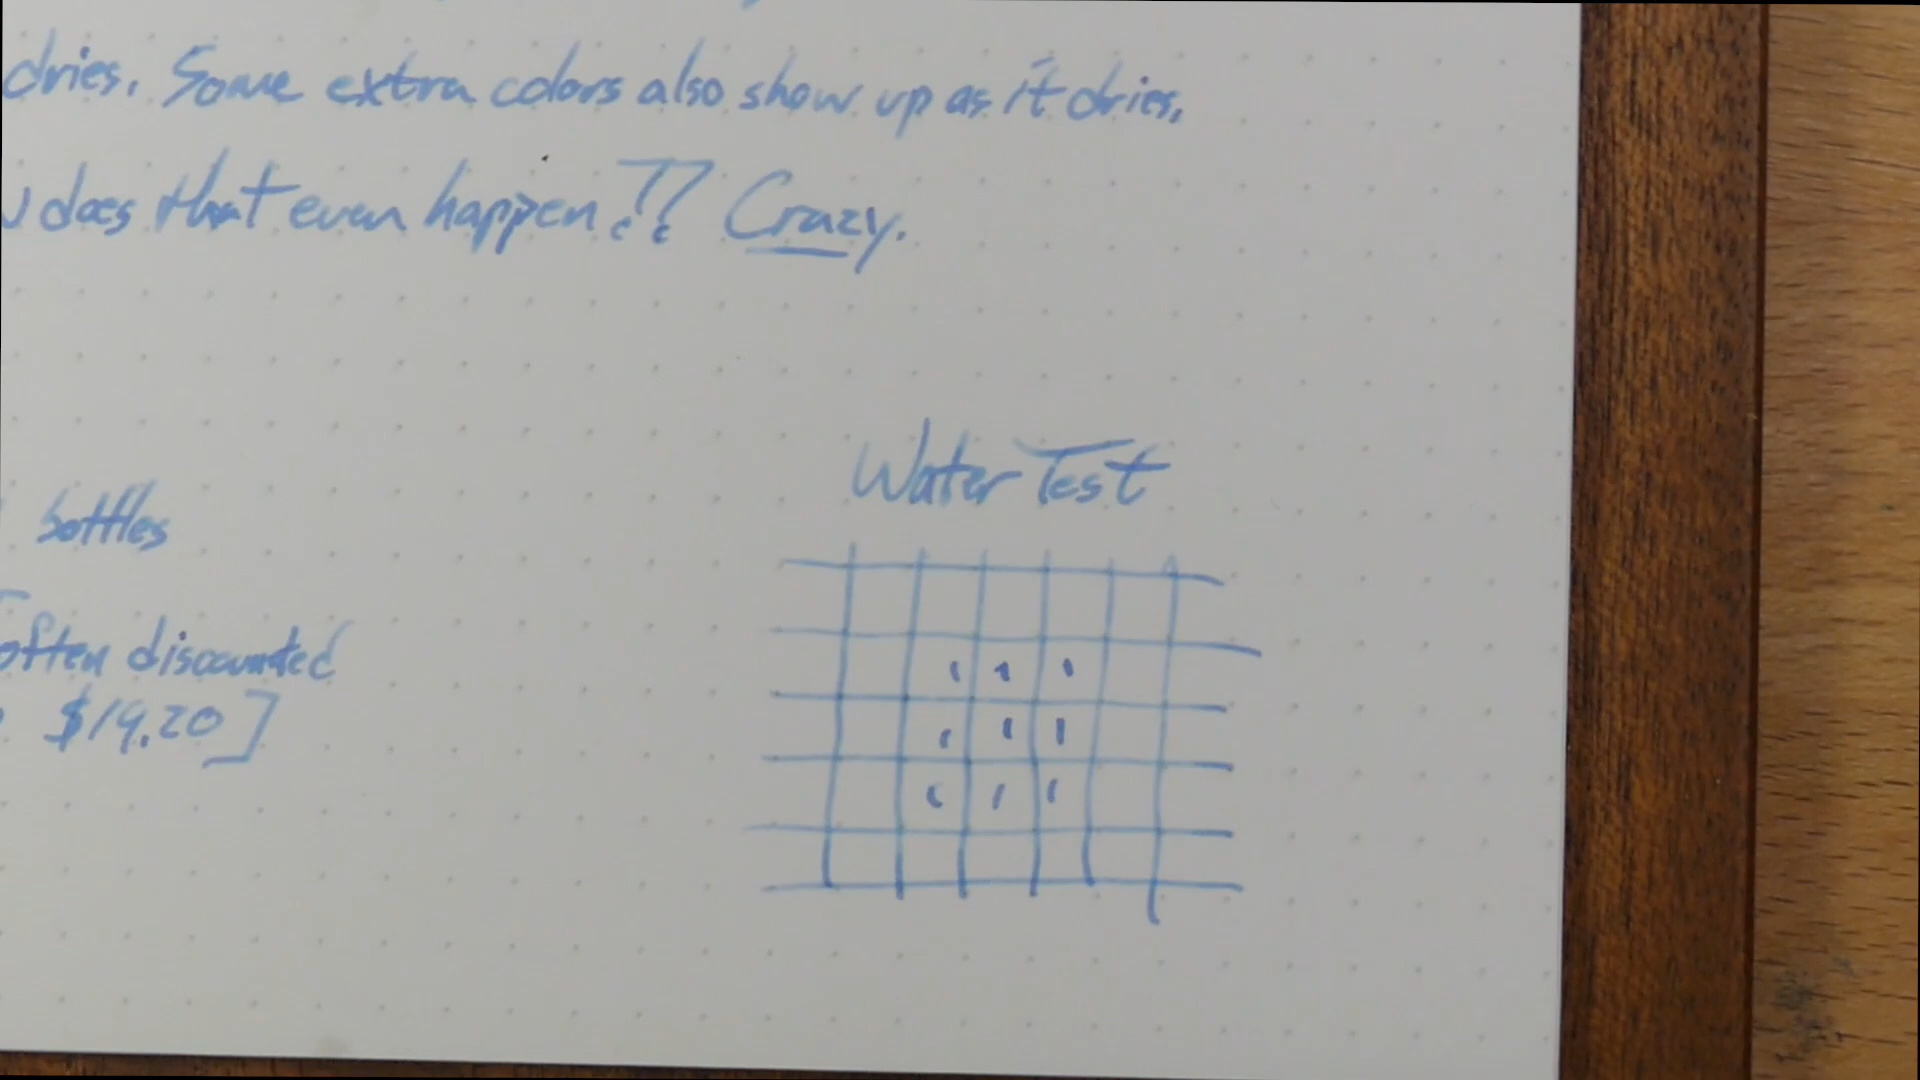 dries. Some extra colors also show up as it dries,
does that even happen?? Crazy.
Water Test
bottles
often discounted
$19.20]